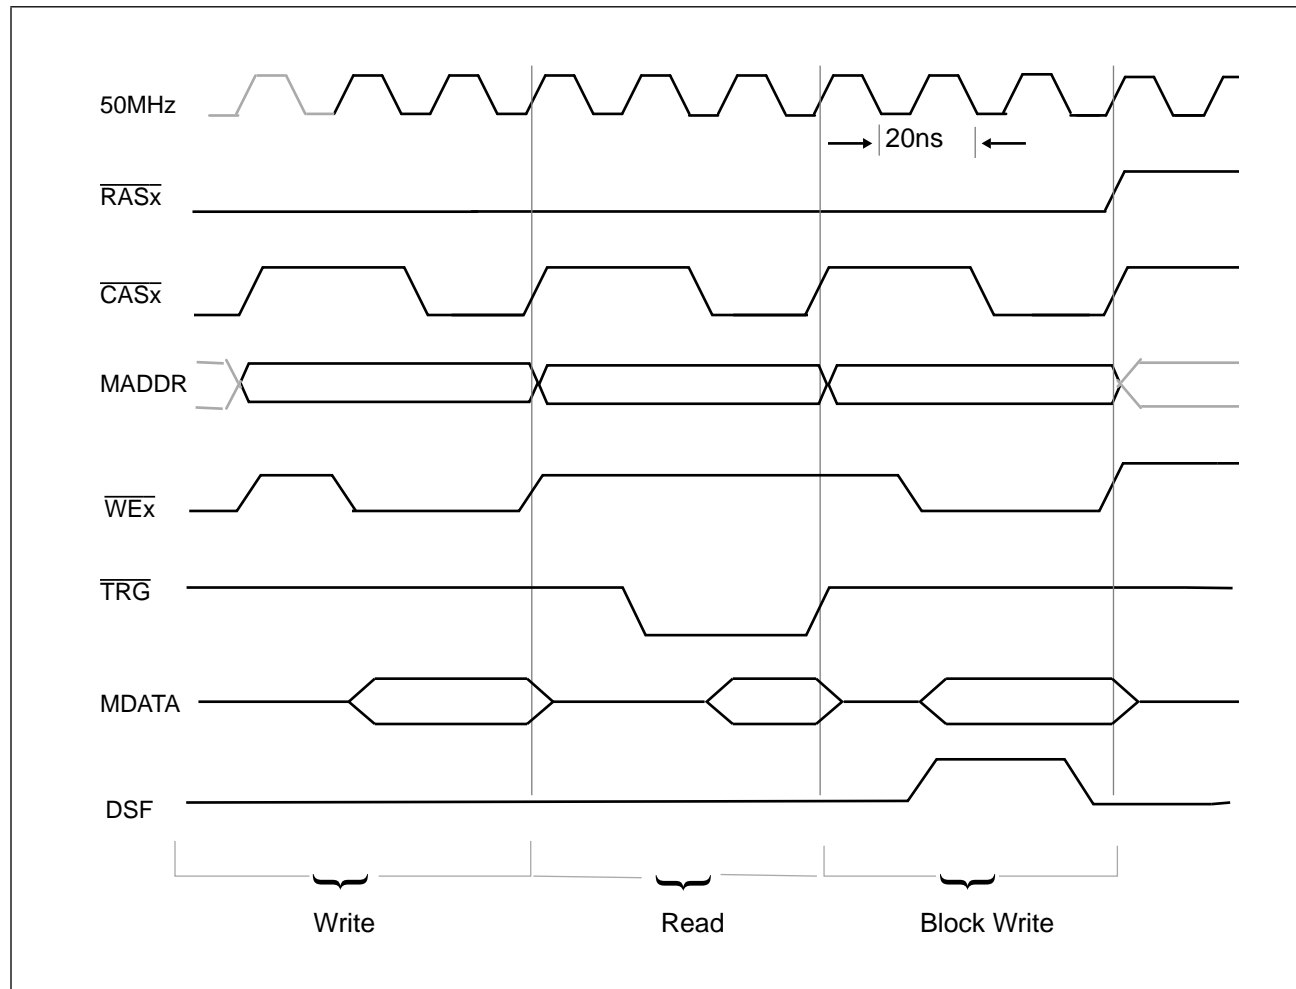 50MHz
20ns
RASx
CASx
MADDR
WEx
TRG
MDATA
DSF
Write Read Block Write